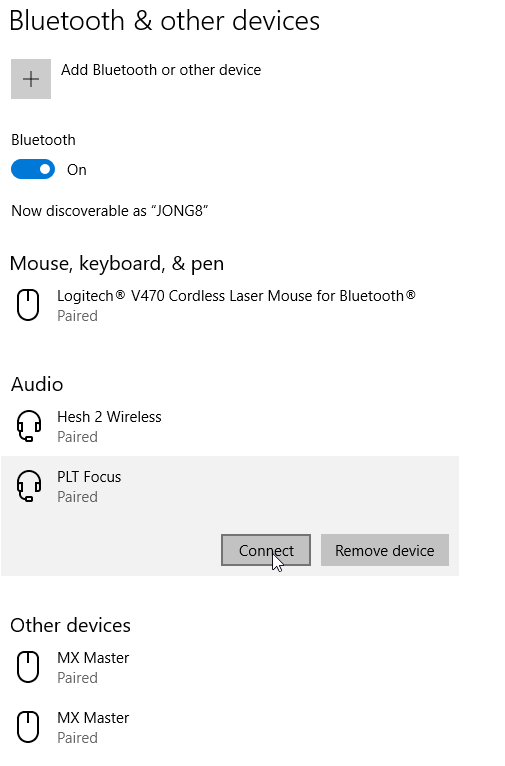 Bluetooth & other devices
Add Bluetooth or other device
Bluetooth
On
Now discoverable as “JONG8”
Mouse, keyboard, & pen
Logitech® V470 Cordless Laser Mouse for Bluetooth®
Paired
Audio
Hesh 2 Wireless
Paired
PLT Focus
Paired
Connect Remove device
Other devices
MX Master
Paired
MX Master
Paired